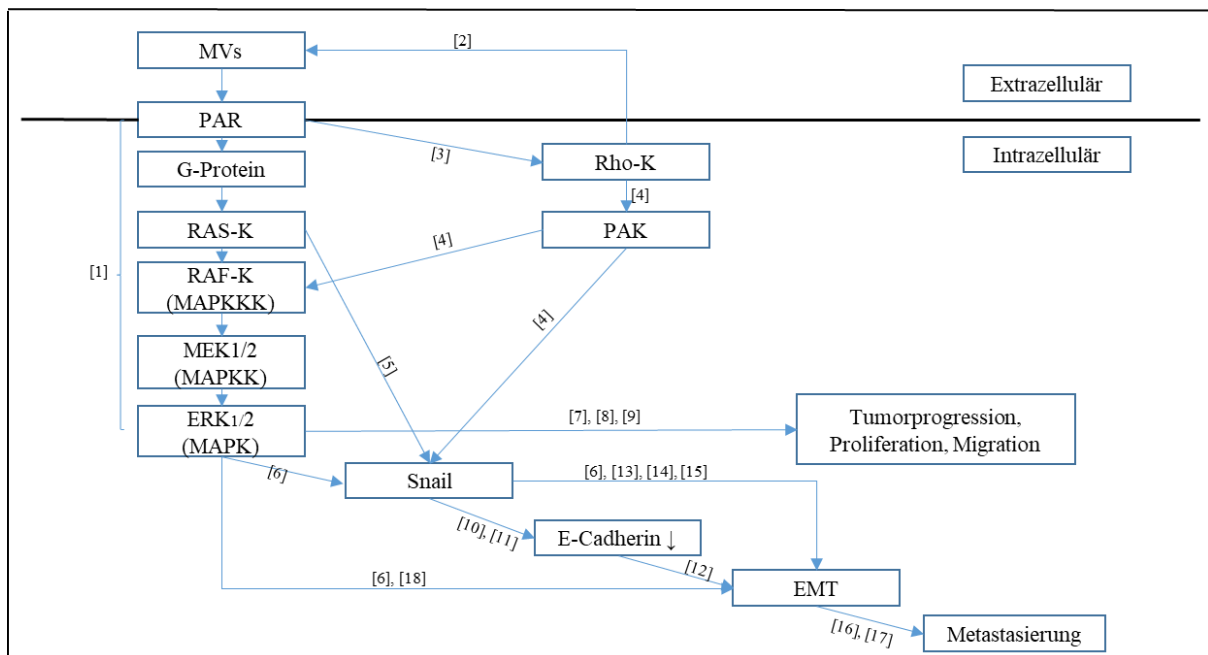 [2]
MVs
Extrazellulär
PAR
[3]
Intrazellulär
G-Protein
Rho-K
[4]
RAS-K
PAK
[4]
[1]
RAF-K
(MAPKKK)
[4]
MEK1/2
(MAPKK)
[5]
ERK1/2
(MAPK)
[7], [8], [9]
Tumorprogression,
Proliferation, Migration
[6]
Snail
[6], [13], [14], [15]
[10], [11]
E-Cadherin ↓
[12]
[6], [18]
EMT
[16], [17]
Metastasierung